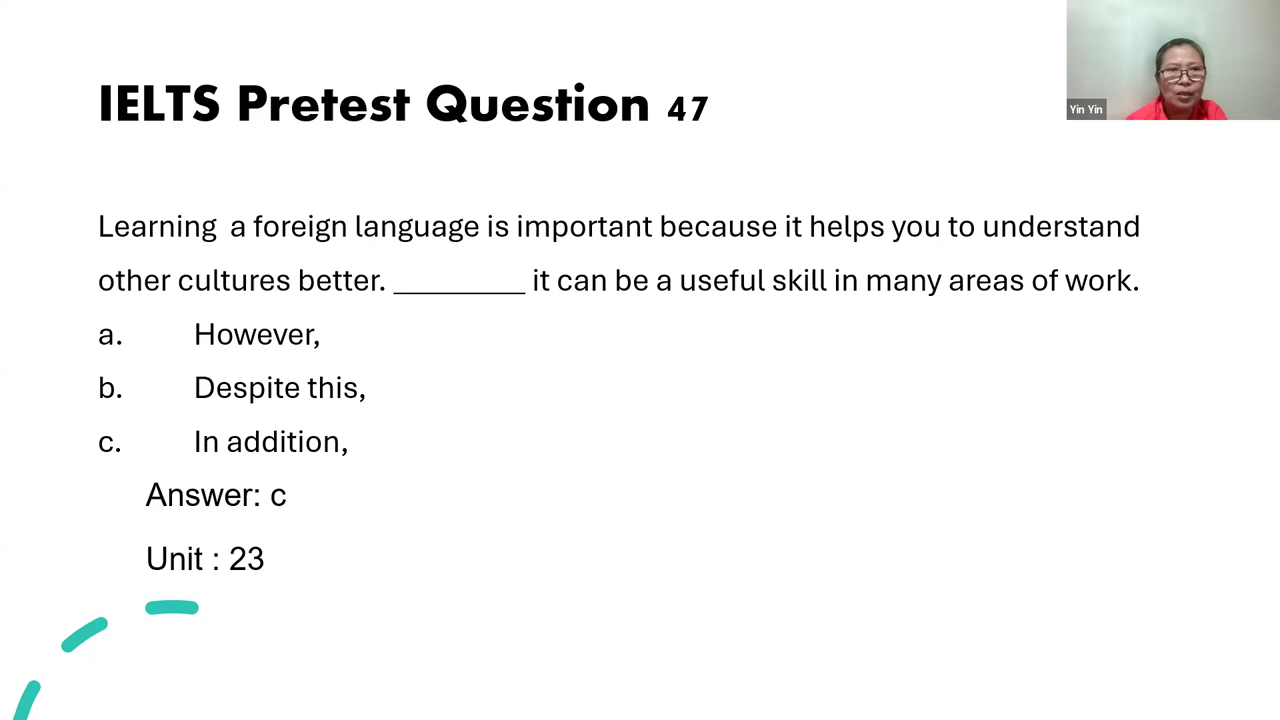 IELTS Pretest Question 47
Yin Yin
Learning a foreign language is important because it helps you to understand
other cultures better. _________ it can be a useful skill in many areas of work.
a. However,
b. Despite this,
c. In addition,
Answer: c
Unit : 23